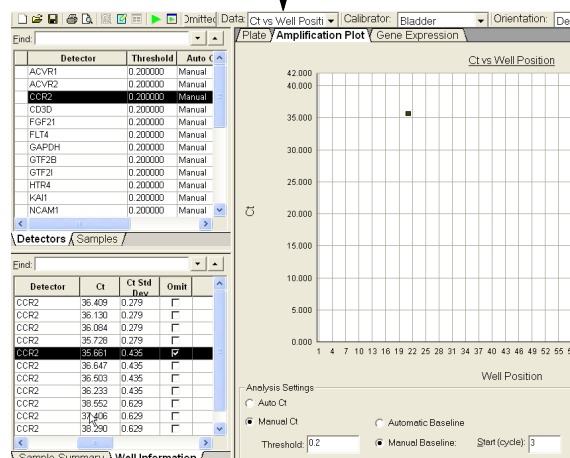 Omitted Data: Ct vs Well Positi Calibrator: Bladder Orientation: De
Find:
Detector Threshold Auto C
ACVR1 0.200000 Manual
ACVR2 0.200000 Manual
CCR2 0.200000 Manual
CD3D 0.200000 Manual
FGF21 0.200000 Manual
FLT4 0.200000 Manual
GAPDH 0.200000 Manual
GTF2B 0.200000 Manual
GTF2I 0.200000 Manual
HTR4 0.200000 Manual
KAI1 0.200000 Manual
NCAM1 0.200000 Manual
Detectors Samples
Find:
Detector Ct Ct Std Dev Omit
CCR2 36.409 0.279
CCR2 36.130 0.279
CCR2 36.084 0.279
CCR2 35.728 0.279
CCR2 35.661 0.435
CCR2 36.647 0.435
CCR2 36.503 0.435
CCR2 36.233 0.435
CCR2 38.552 0.629
CCR2 37.406 0.629
CCR2 38.290 0.629
Sample Summary Well Information
Plate Amplification Plot Gene Expression
Ct vs Well Position
42.000
40.000
35.000
30.000
25.000
20.000
15.000
10.000
5.000
0.000
Ct
1 4 7 10 13 16 19 22 25 28 31 34 37 40 43 46 49 52 55
Well Position
Analysis Settings
Auto Ct
Manual Ct Automatic Baseline
Threshold: 0.2 Manual Baseline: Start (cycle): 3